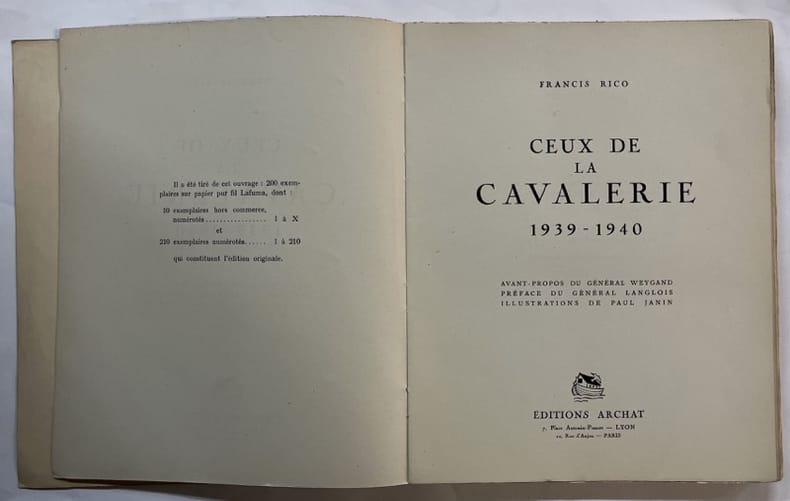 Il a été tiré de cet ouvrage : 200 exem-
plaires sur papier pur fil Lafuma, dont :
10 exemplaires hors commerce,
numérotés................. I à X
et
210 exemplaires numérotés...... 1 à 210
qui constituent l'édition originale.
FRANCIS RICO
CEUX DE
LA
CAVALERIE
1939-1940
AVANT-PROPOS DU GÉNÉRAL WEYGAND
PRÉFACE DU GÉNÉRAL LANGLOIS
ILLUSTRATIONS DE PAUL JANIN
ÉDITIONS ARCHAT
7, Place Antonin-Poncet — LYON
Rue d'Anjou — PARIS